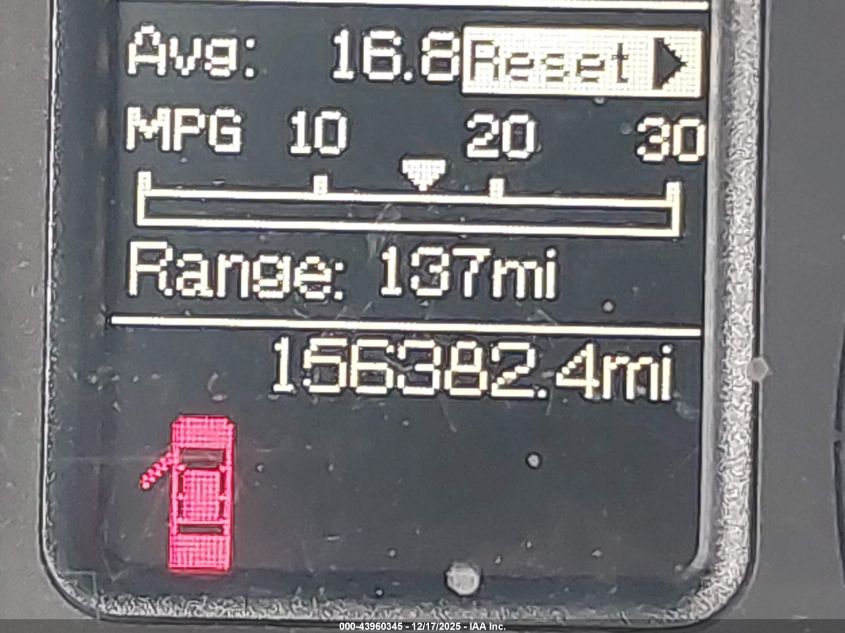 Avg: 16.8 Reset
MPG 10 20 30
Range: 137mi
156382.4mi
000-43960345 - 12/17/2025 - IAA Inc.